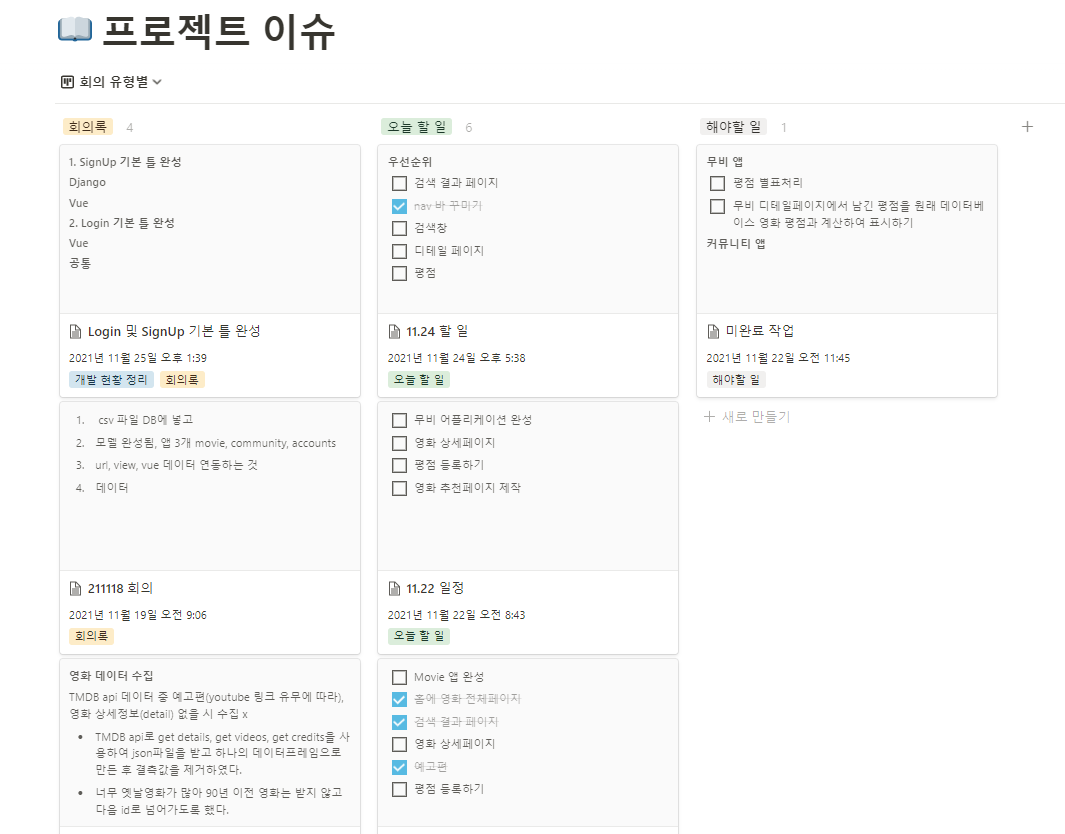 프로젝트 이슈
회의 유형별
회의록 4
1. SignUp 기본 틀 완성
Django
Vue
2. Login 기본 틀 완성
Vue
공통
Login 및 SignUp 기본 틀 완성
2021년 11월 25일 오후 1:39
개발 현황 정리 회의록
1. csv 파일 DB에 넣고
2. 모델 완성됨, 앱 3개 movie, community, accounts
3. url, view, vue 데이터 연동하는 것
4. 데이터
211118 회의
2021년 11월 19일 오전 9:06
회의록
영화 데이터 수집
TMDB api 데이터 중 예고편(youtube 링크 유무에 따라),
영화 상세정보(detail) 없을 시 수집 x
• TMDB api로 get details, get videos, get credits을 사
용하여 json파일을 받고 하나의 데이터프레임으로
만든 후 결측값을 제거하였다.
• 너무 옛날영화가 많아 90년 이전 영화는 받지 않고
다음 id로 넘어가도록 했다.
오늘 할 일 6
우선순위
검색 결과 페이지
nav 바 꾸마기
검색창
디테일 페이지
평점
11.24 할 일
2021년 11월 24일 오후 5:38
오늘 할 일
무비 어플리케이션 완성
영화 상세페이지
평점 등록하기
영화 추천페이지 제작
11.22 일정
2021년 11월 22일 오전 8:43
오늘 할 일
Movie 앱 완성
홈에 영화 전체페이지
검색 결과 페이지
영화 상세페이지
예고편
평점 등록하기
해야할 일 1
무비 앱
평점 별표처리
무비 디테일페이지에서 남긴 평점을 원래 데이터베
이스 영화 평점과 계산하여 표시하기
커뮤니티 앱
미완료 작업
2021년 11월 22일 오전 11:45
해야할 일
새로 만들기